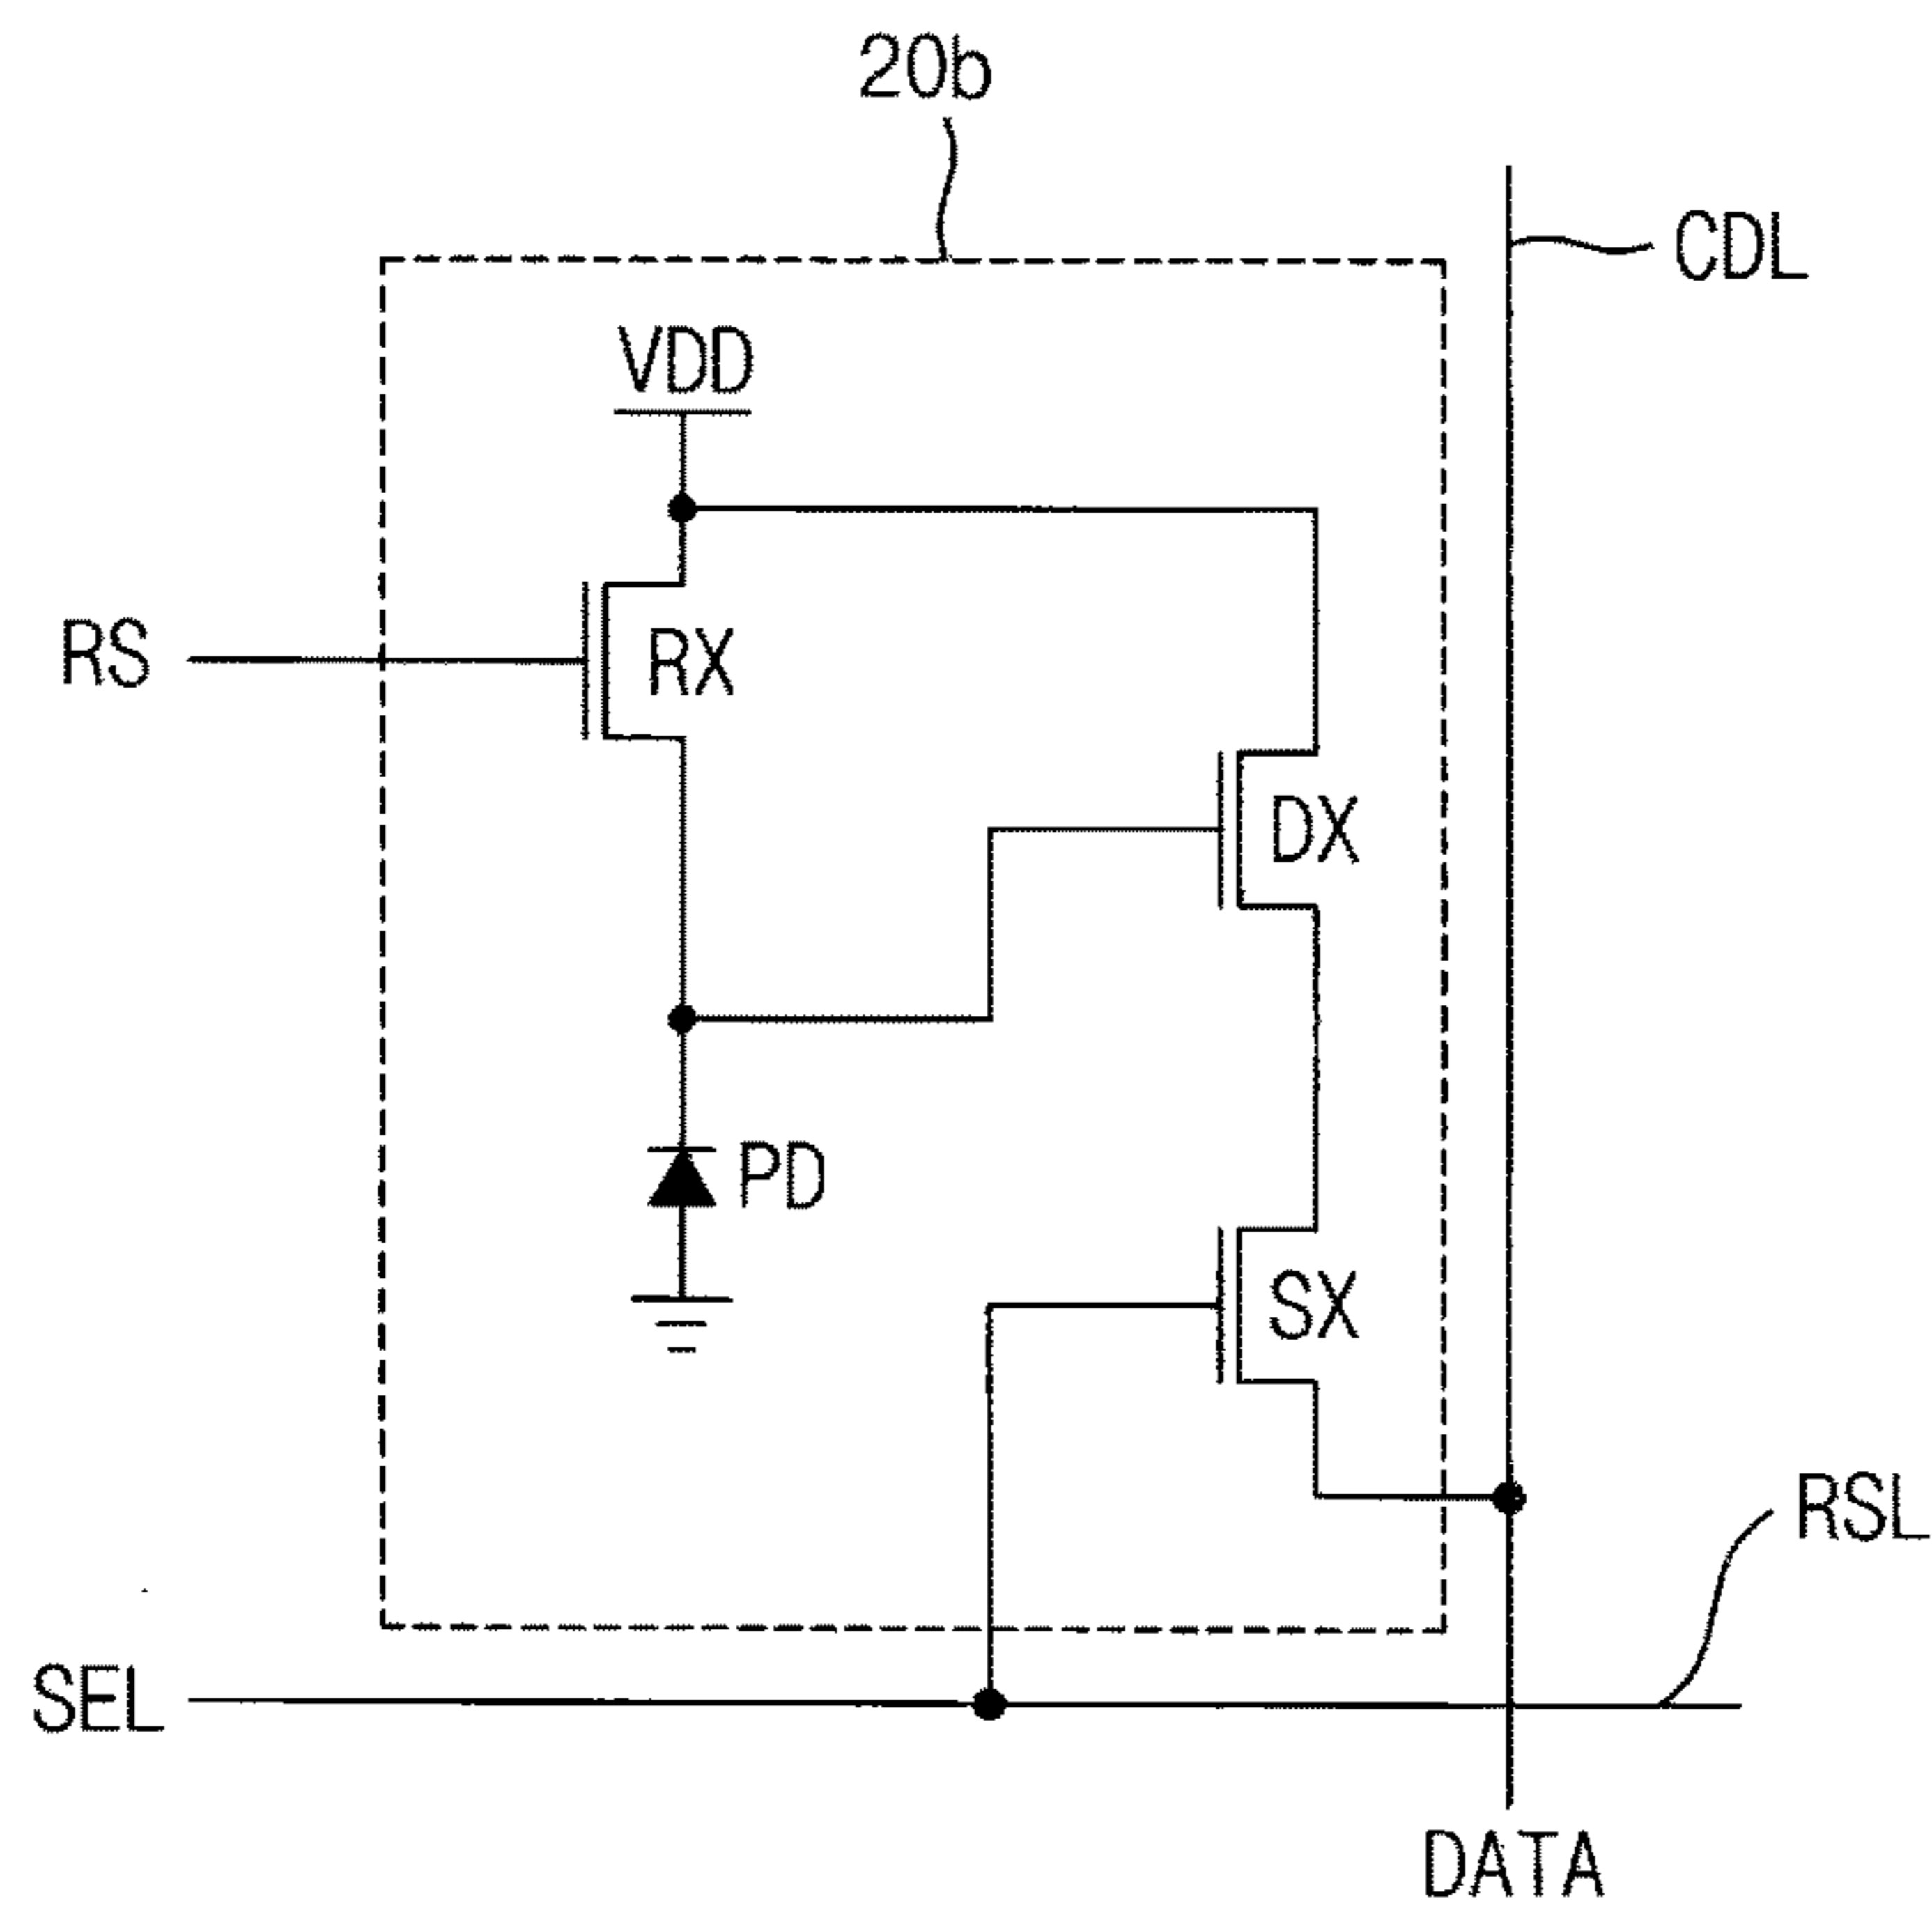 20b
CDL
VDD
RS
RX
DX
PD
SX
RSL
SEL
DATA